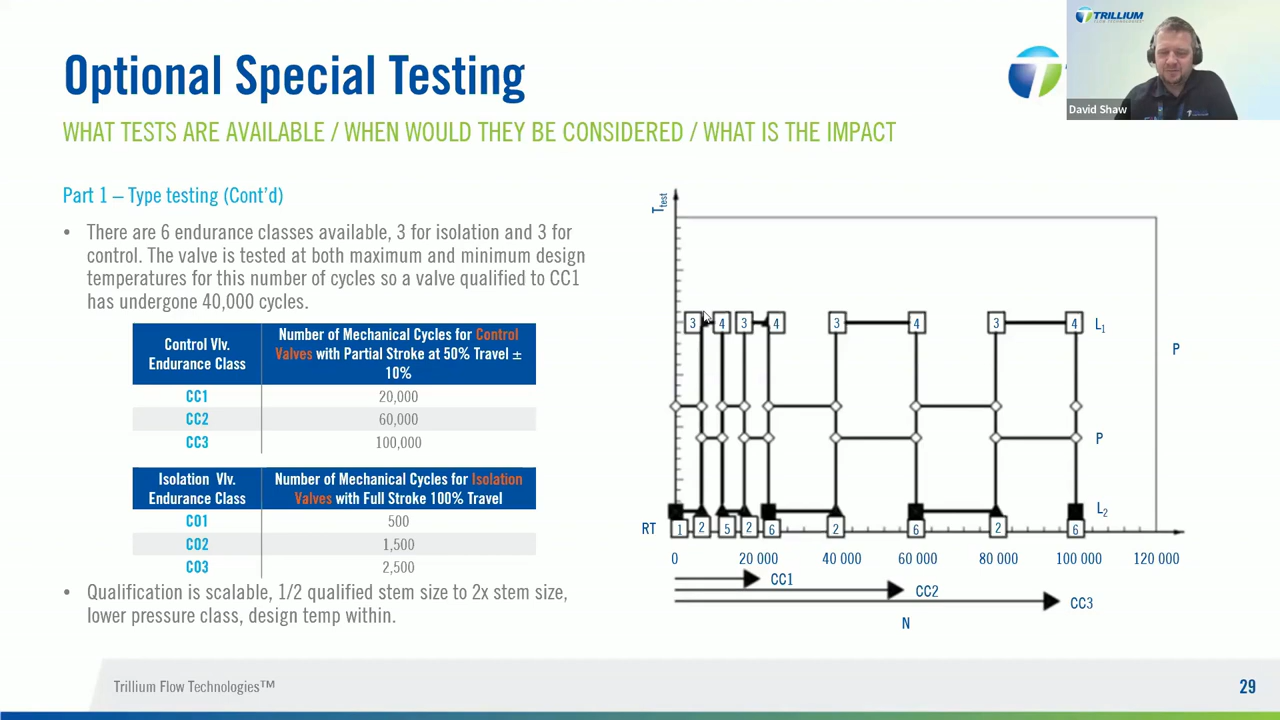 TRILLIUM
FLOW TECHNOLOGIES
David Shaw
Optional Special Testing
WHAT TESTS ARE AVAILABLE / WHEN WOULD THEY BE CONSIDERED / WHAT IS THE IMPACT
Part 1 – Type testing (Cont'd)
• There are 6 endurance classes available, 3 for isolation and 3 for
control. The valve is tested at both maximum and minimum design
temperatures for this number of cycles so a valve qualified to CC1
has undergone 40,000 cycles.
Control Vlv.
Endurance Class
Number of Mechanical Cycles for Control
Valves with Partial Stroke at 50% Travel ±
10%
CC1 20,000
CC2 60,000
CC3 100,000
Isolation Vlv.
Endurance Class
Number of Mechanical Cycles for Isolation
Valves with Full Stroke 100% Travel
CO1 500
CO2 1,500
CO3 2,500
• Qualification is scalable, 1/2 qualified stem size to 2x stem size,
lower pressure class, design temp within.
Ttest
3 4 3 4 3 4 3 4 L1
P
P
L2
RT 1 2 5 2 6 2 6 2 6
0 20 000 40 000 60 000 80 000 100 000 120 000
CC1
CC2
CC3
N
Trillium Flow Technologies™
29